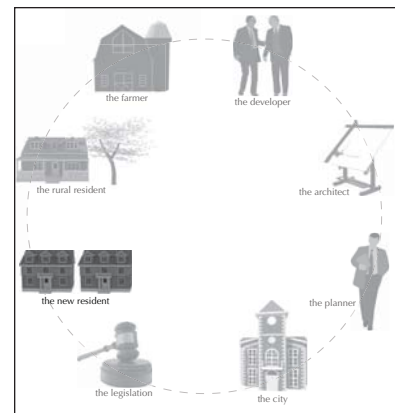 the farmer
the developer
the rural resident
the architect
the new resident
the planner
the legislation
the city